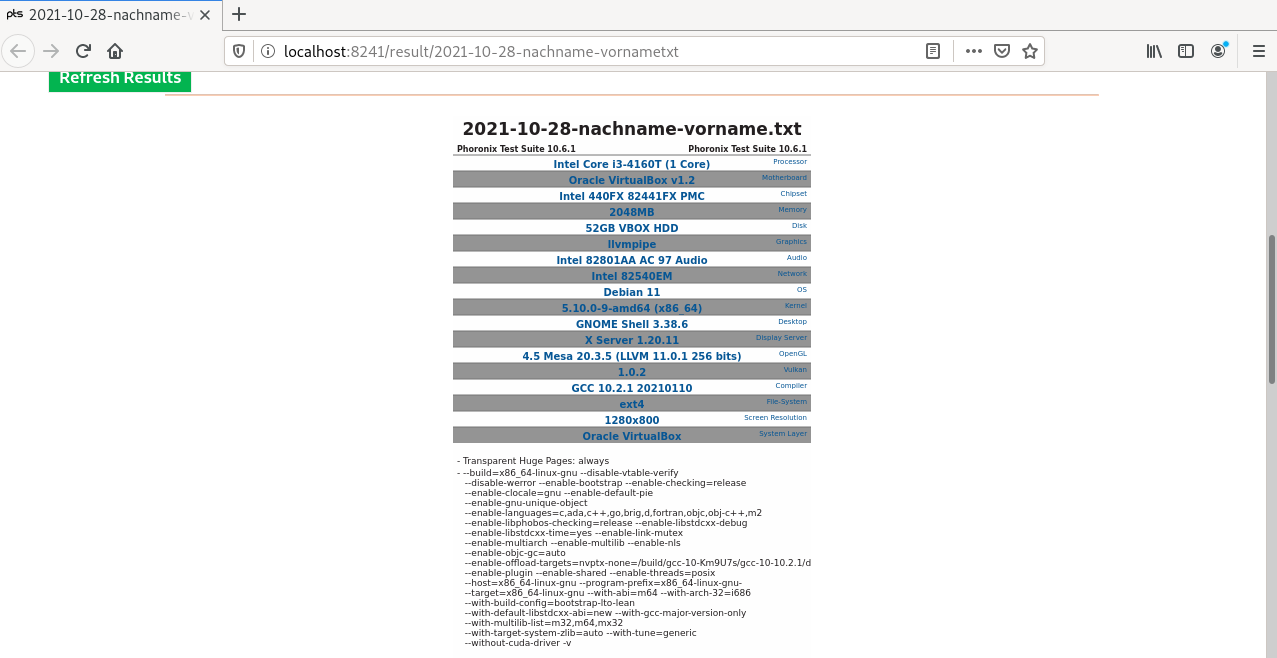 pts 2021-10-28-nachname-v
localhost:8241/result/2021-10-28-nachname-vornametxt
Refresh Results
2021-10-28-nachname-vorname.txt
Phoronix Test Suite 10.6.1 Phoronix Test Suite 10.6.1
Intel Core i3-4160T (1 Core) Processor
Oracle VirtualBox v1.2 Motherboard
Intel 440FX 82441FX PMC Chipset
2048MB Memory
52GB VBOX HDD Disk
llvmpipe Graphics
Intel 82801AA AC 97 Audio Audio
Intel 82540EM Network
Debian 11 OS
5.10.0-9-amd64 (x86_64) Kernel
GNOME Shell 3.38.6 Desktop
X Server 1.20.11 Display Server
4.5 Mesa 20.3.5 (LLVM 11.0.1 256 bits) OpenGL
1.0.2 Vulkan
GCC 10.2.1 20210110 Compiler
ext4 File-System
1280x800 Screen Resolution
Oracle VirtualBox System Layer
- Transparent Huge Pages: always
- --build=x86_64-linux-gnu --disable-vtable-verify
--disable-werror --enable-bootstrap --enable-checking=release
--enable-clocale=gnu --enable-default-pie
--enable-gnu-unique-object
--enable-languages=c,ada,c++,go,brig,d,fortran,objc,obj-c++,m2
--enable-libphobos-checking=release --enable-libstdcxx-debug
--enable-libstdcxx-time=yes --enable-link-mutex
--enable-multiarch --enable-multilib --enable-nls
--enable-objc-gc=auto
--enable-offload-targets=nvptx-none=/build/gcc-10-Km9U7s/gcc-10-10.2.1/d
--enable-plugin --enable-shared --enable-threads=posix
--host=x86_64-linux-gnu --program-prefix=x86_64-linux-gnu-
--target=x86_64-linux-gnu --with-abi=m64 --with-arch-32=i686
--with-build-config=bootstrap-lto-lean
--with-default-libstdcxx-abi=new --with-gcc-major-version-only
--with-multilib-list=m32,m64,mx32
--with-target-system-zlib=auto --with-tune=generic
--without-cuda-driver -v